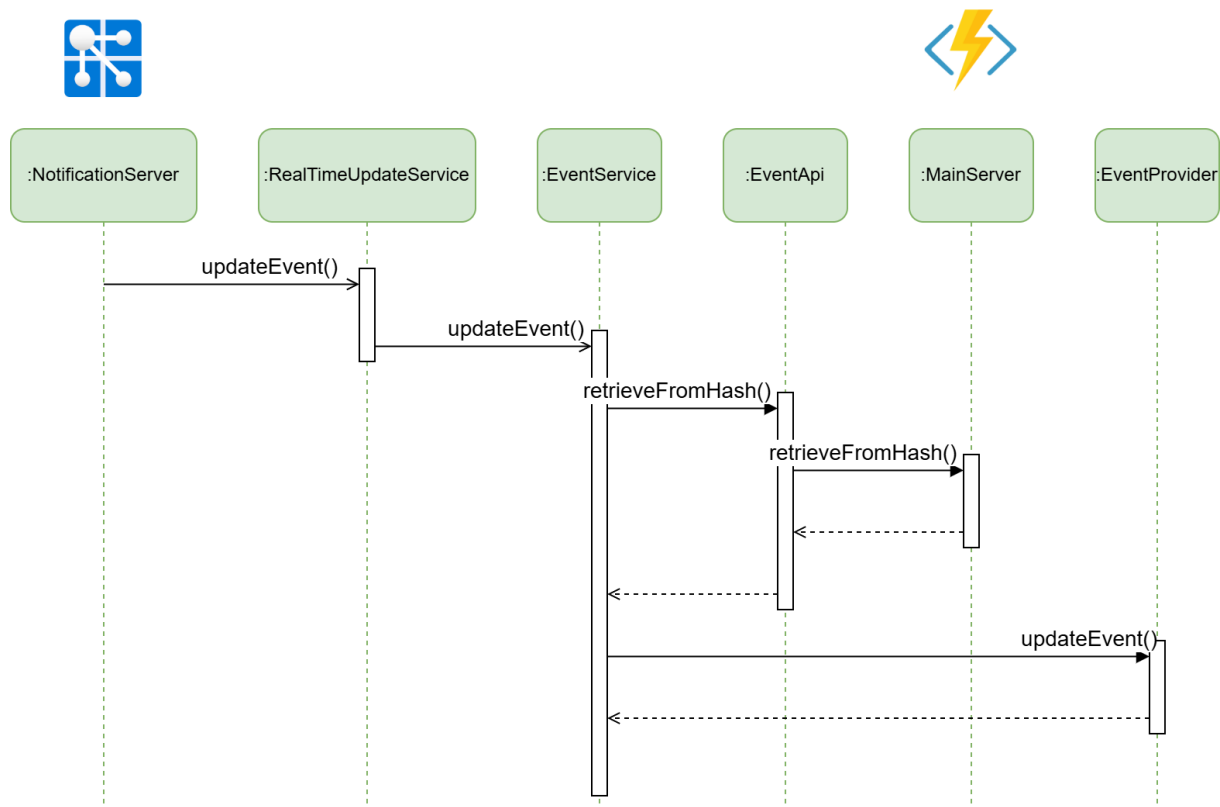 :NotificationServer
:RealTimeUpdateService
:EventService
:EventApi
:MainServer
:EventProvider
updateEvent()
updateEvent()
retrieveFromHash()
retrieveFromHash()
updateEvent()